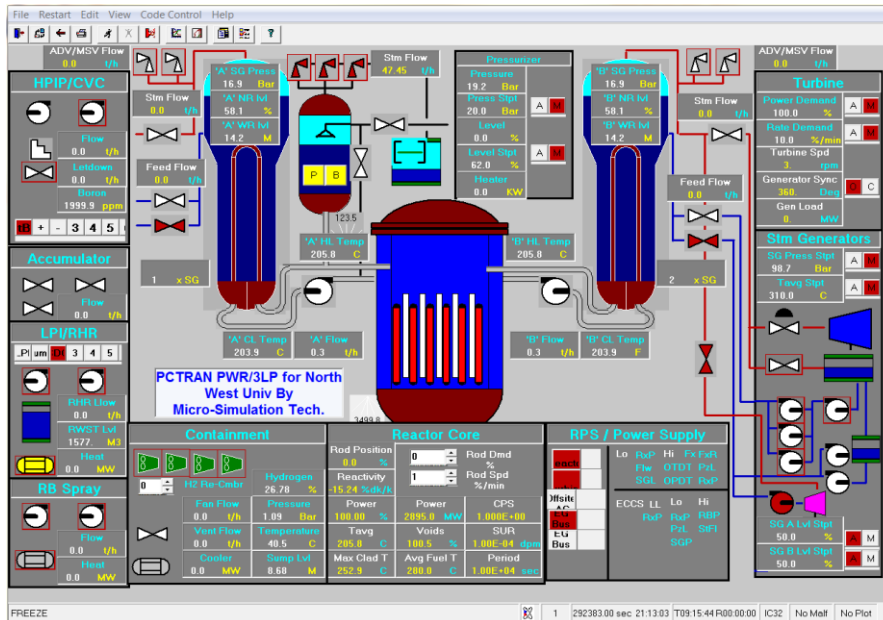 File Restart Edit View Code Control Help
ADV/MSV Flow
0.0 t/h
HPIP/CVC
Flow
0.0 t/h
Letdown
0.0 t/h
Boron
1999.9 ppm
+ - 3 4 5
Accumulator
Flow
0.0 t/h
LPI/RHR
3 4 5
0.0 t/h
RWST Lvl
1577. M3
Heat
0.0 MW
RB Spray
Flow
0.0 t/h
Heat
0.0 MW
Stm Flow
0.0 t/h
Feed Flow
0.0 t/h
1 x SG
'A' SG Press
16.9 Bar
'A' NR lvl
58.1 %
'A' WR lvl
14.2 M
Stm Flow
47.45 t/h
P B
123.5
Pressurizer
Pressure
19.2 Bar
Press Stpt
20.0 Bar
A M
Level
0.0 %
Level Stpt
62.0 %
A M
Heater
0.0 KW
'A' HL Temp
205.8 C
'B' HL Temp
205.8 C
'A' CL Temp
203.9 C
'A' Flow
0.3 t/h
'B' Flow
0.3 t/h
'B' CL Temp
203.9 F
'B' SG Press
16.9 Bar
'B' NR lvl
58.1 %
'B' WR lvl
14.2 M
Stm Flow
0.0 t/h
Feed Flow
0.0 t/h
2 x SG
PCTRAN PWR/3LP for North
West Univ By
Micro-Simulation Tech.
3499.8
ADV/MSV Flow
0.0 t/h
Turbine
Power Demand
100.0 %
A M
Rate Demand
10.0 %/min
A M
Turbine Spd
3. rpm
Generator Sync
360. Deg
C
Gen Load
0. MW
Stm Generators
SG Press Stpt
98.7 Bar
A M
Tavg Stpt
310.0 C
A M
SG A Lvl Stpt
50.0 %
A M
SG B Lvl Stpt
50.0 %
A M
Containment
0 H2 Re-Cmbr
Hydrogen
26.78 %
Fan Flow
0.0 t/h
Pressure
1.09 Bar
Vent Flow
0.0 t/h
Temperature
40.5 C
Cooler
0.0 MW
Sump Lvl
8.68 M
Reactor Core
Rod Position
0.0 %
0 Rod Dmd
%
Reactivity
-15.24 %dk/k
1 Rod Spd
%/min
Power
100.00 %
Power
2895.0 MW
CPS
1.000E+00
Tavg
205.8 C
Voids
100.5 %
SUR
1.00E-04 dpm
Max Clad T
252.9 C
Avg Fuel T
280.0 C
Period
1.00E+04 sec
RPS / Power Supply
Lo RxP Hi Fx FxR
Flw OTDT PzL
SGL OPDT RxP
ECCS LL Lo Hi
RxP RxP RBP
PzL StFl
SGP
Bus
Bus
FREEZE
1 292383.00 sec 21:13:03 T09:15:44 R00:00:00 IC32 No Malf No Plot